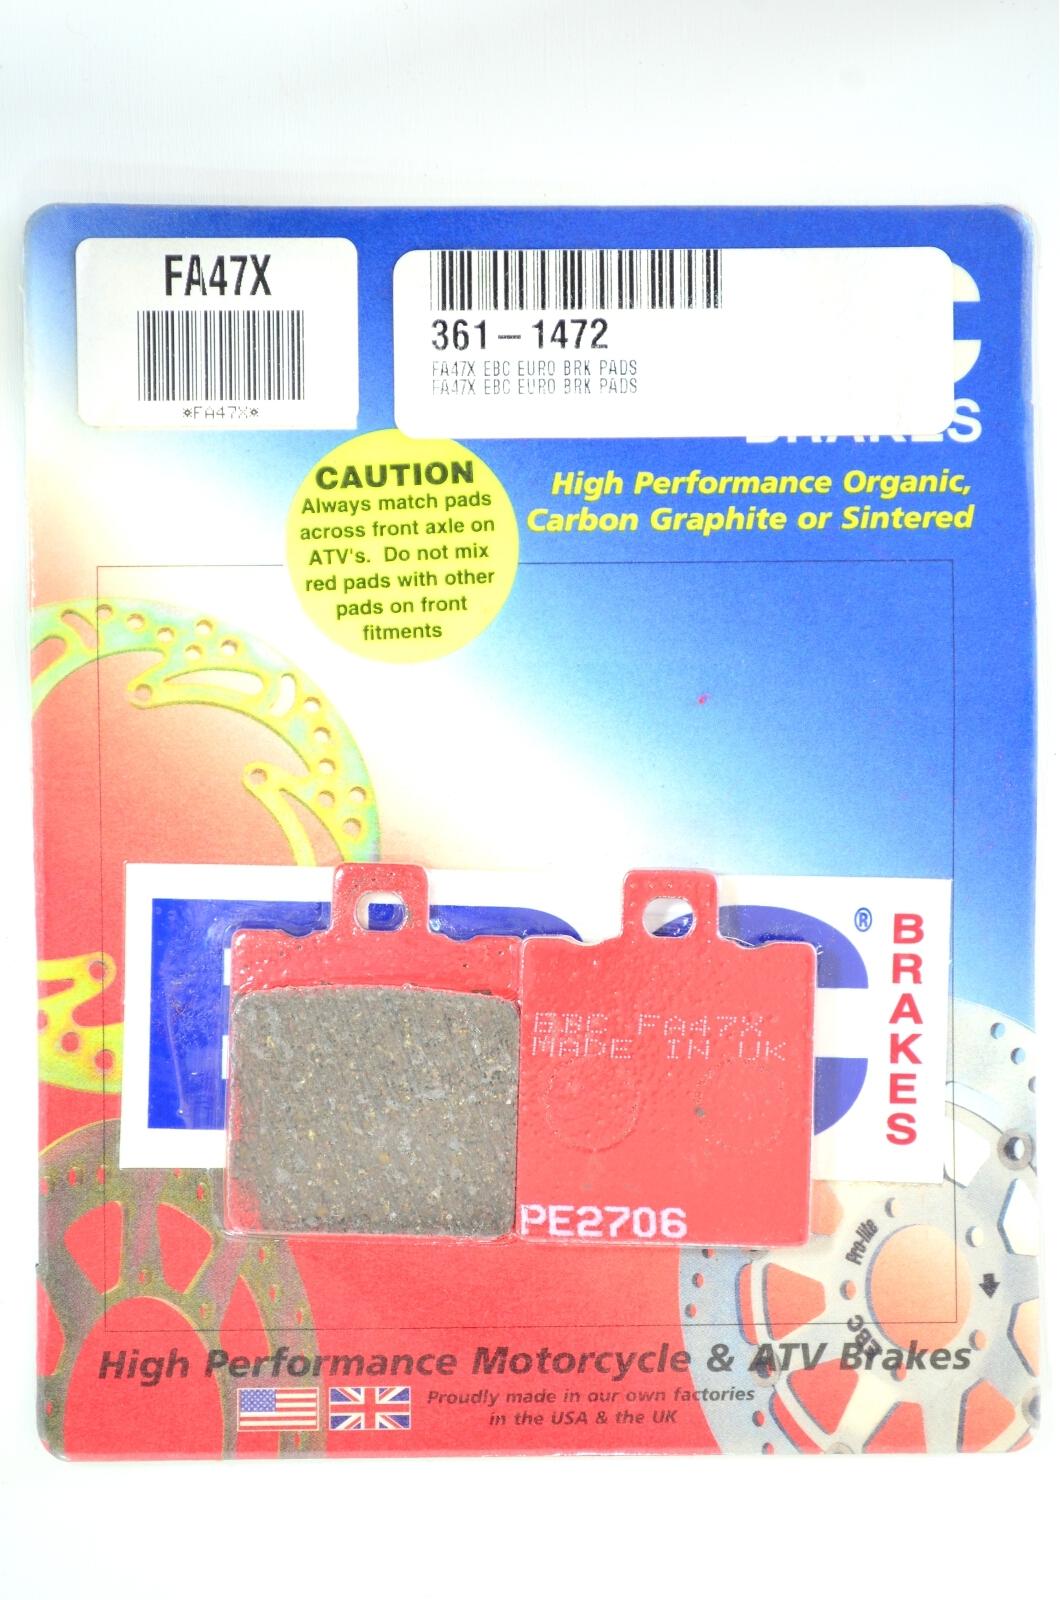 FA47X
*FA47X*
361-1472
FA47X EBC EURO BRK PADS
FA47X EBC EURO BRK PADS
BRAKES
High Performance Organic,
Carbon Graphite or Sintered
CAUTION
Always match pads
across front axle on
ATV's. Do not mix
red pads with other
pads on front
fitments
®
BRAKES
EBC FA47X
MADE IN UK
PE2706
Pro-lite
EBC
High Performance Motorcycle & ATV Brakes
Proudly made in our own factories
in the USA & the UK